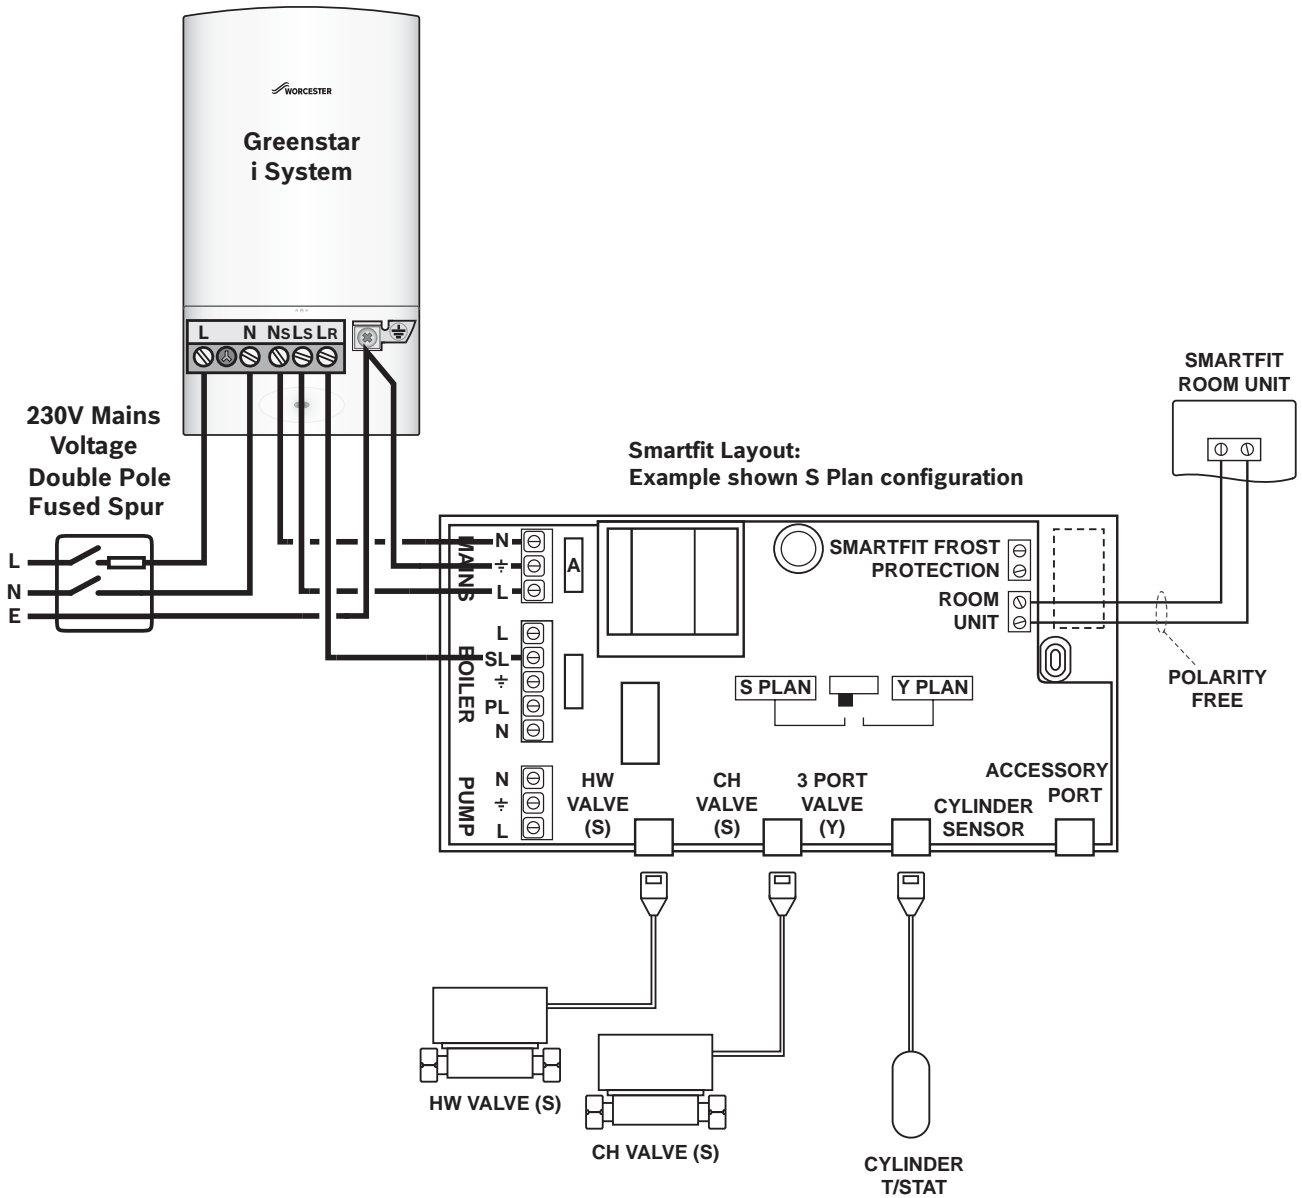 WORCESTER
Greenstar
i System
L N NS LS LR
230V Mains
Voltage
Double Pole
Fused Spur
L
N
E
SMARTFIT
ROOM UNIT
Smartfit Layout:
Example shown S Plan configuration
MAINS
N
L
A
SMARTFIT FROST
PROTECTION
ROOM
UNIT
POLARITY
FREE
BOILER
L
SL
PL
N
S PLAN
Y PLAN
PUMP
N
L
HW
VALVE
(S)
CH
VALVE
(S)
3 PORT
VALVE
(Y)
CYLINDER
SENSOR
ACCESSORY
PORT
HW VALVE (S)
CH VALVE (S)
CYLINDER
T/STAT